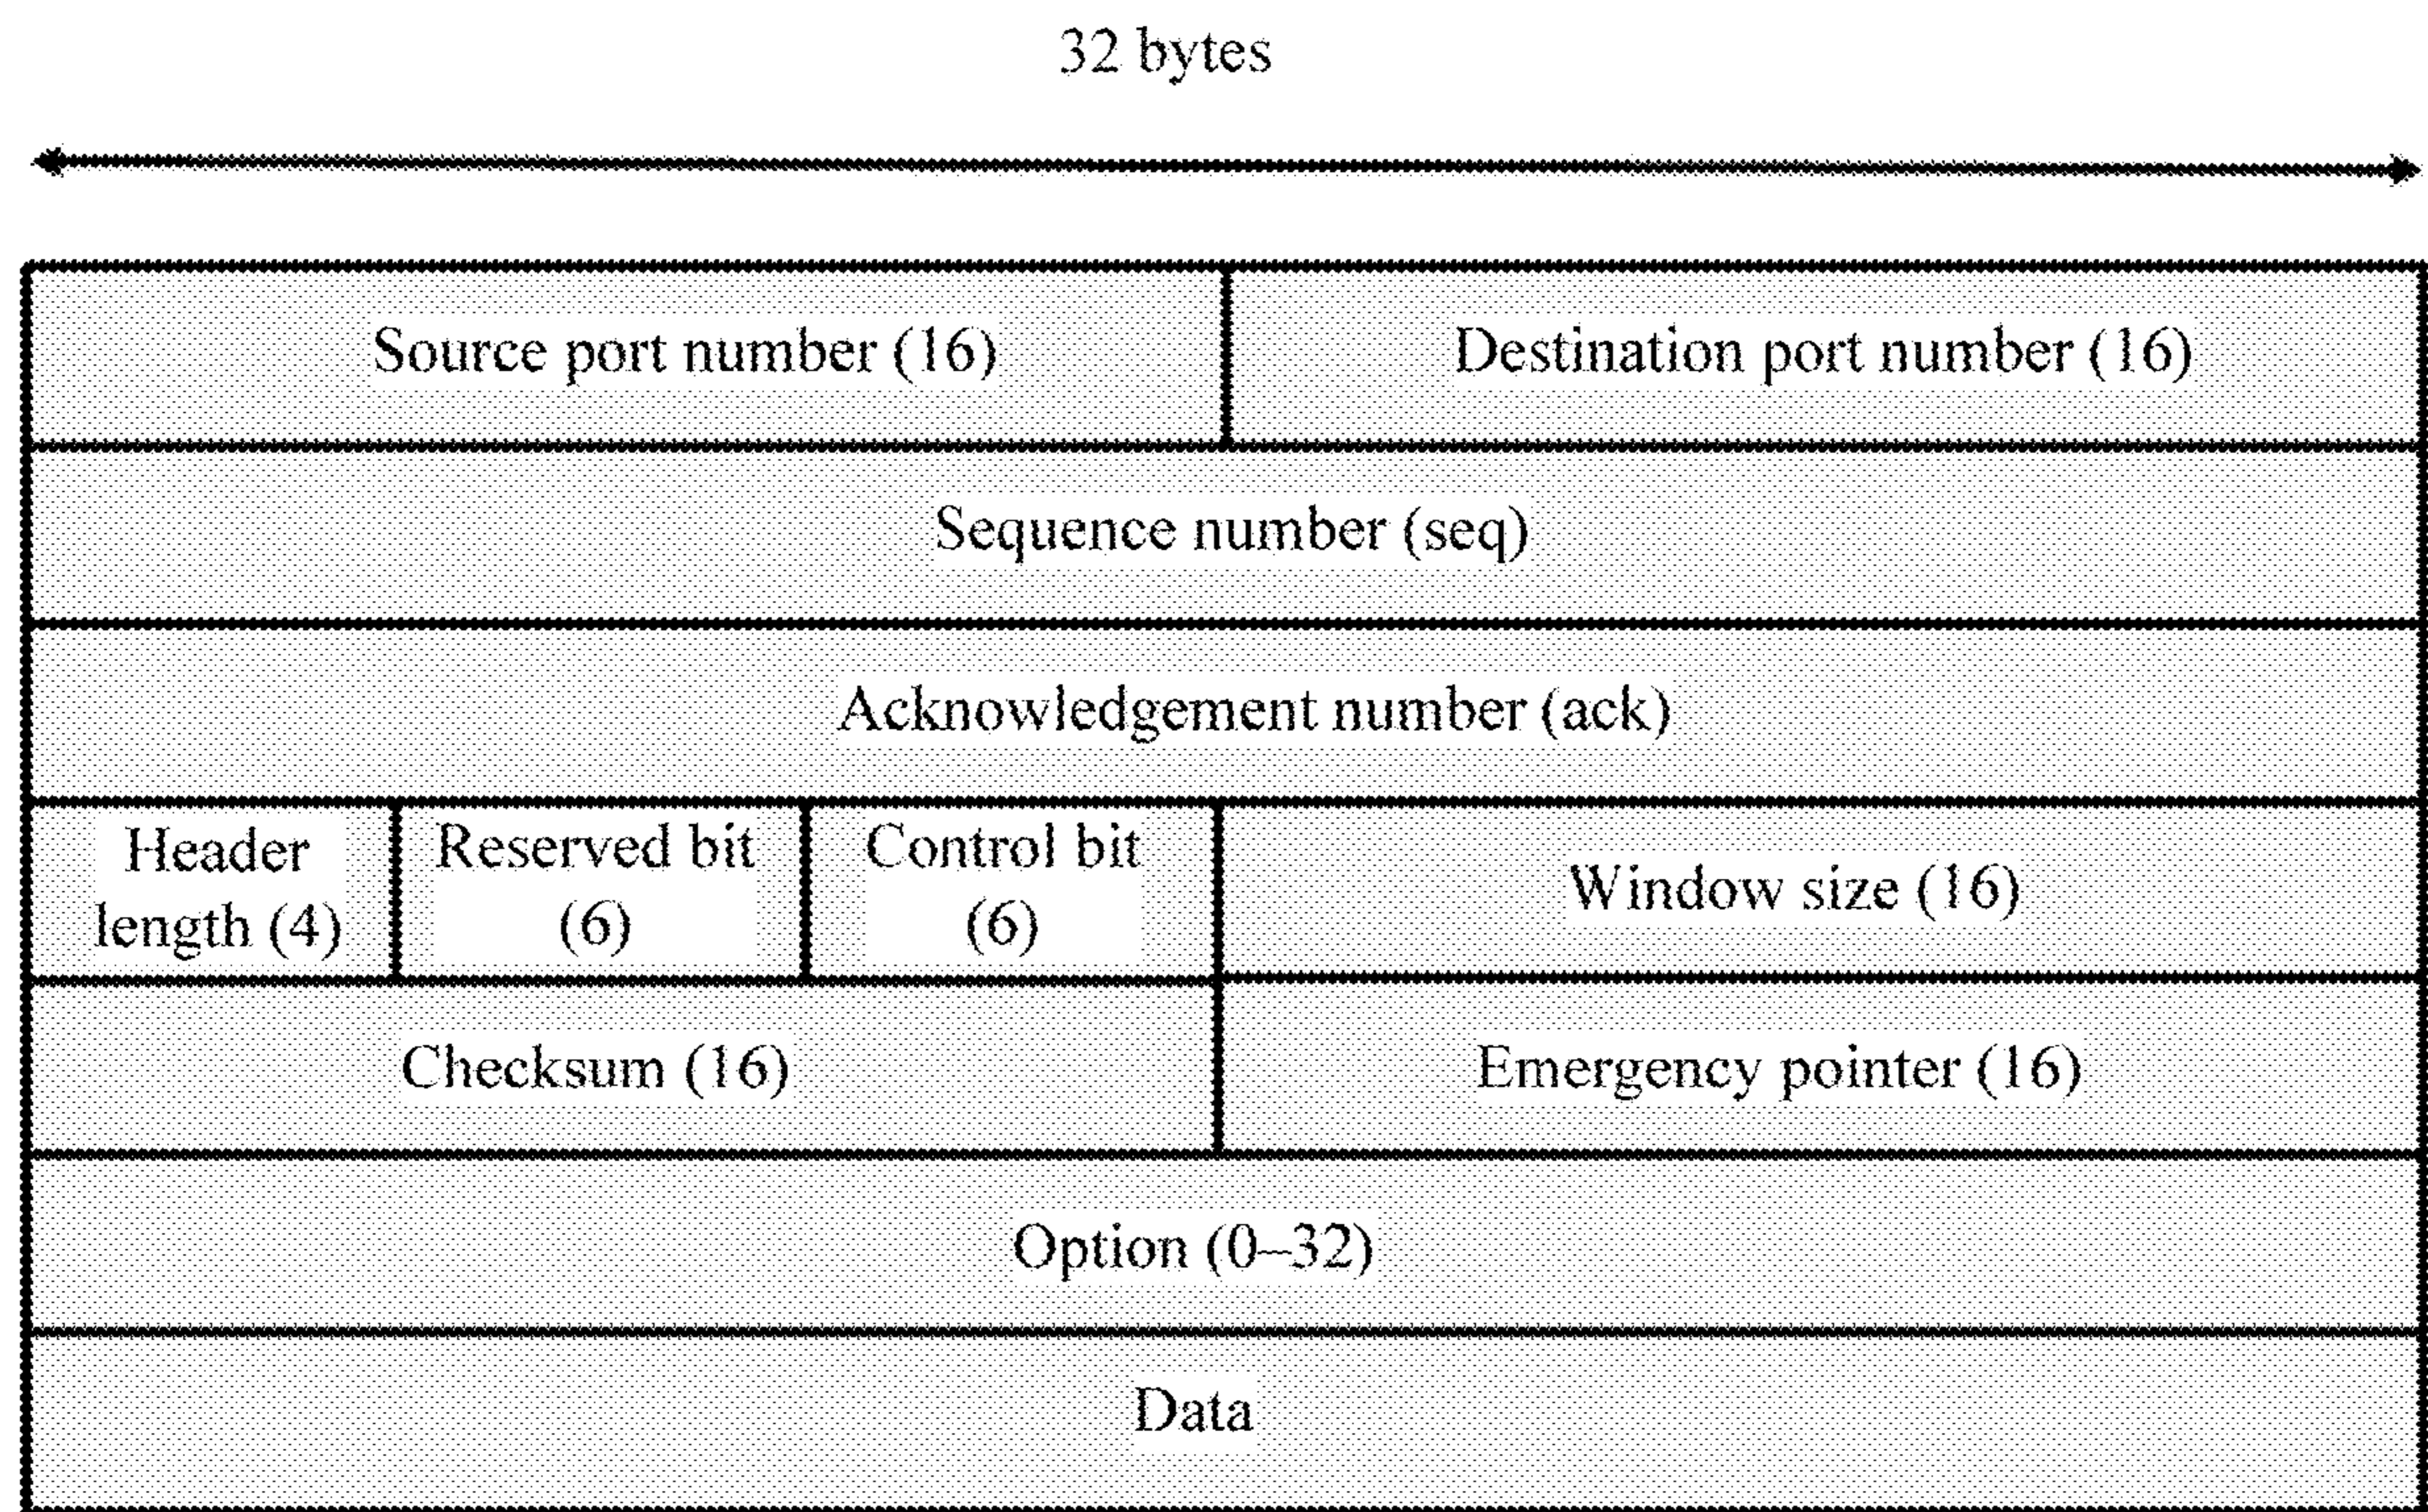 32 bytes
Source port number (16)
Destination port number (16)
Sequence number (seq)
Acknowledgement number (ack)
Header
length (4)
Reserved bit
(6)
Control bit
(6)
Window size (16)
Checksum (16)
Emergency pointer (16)
Option (0–32)
Data